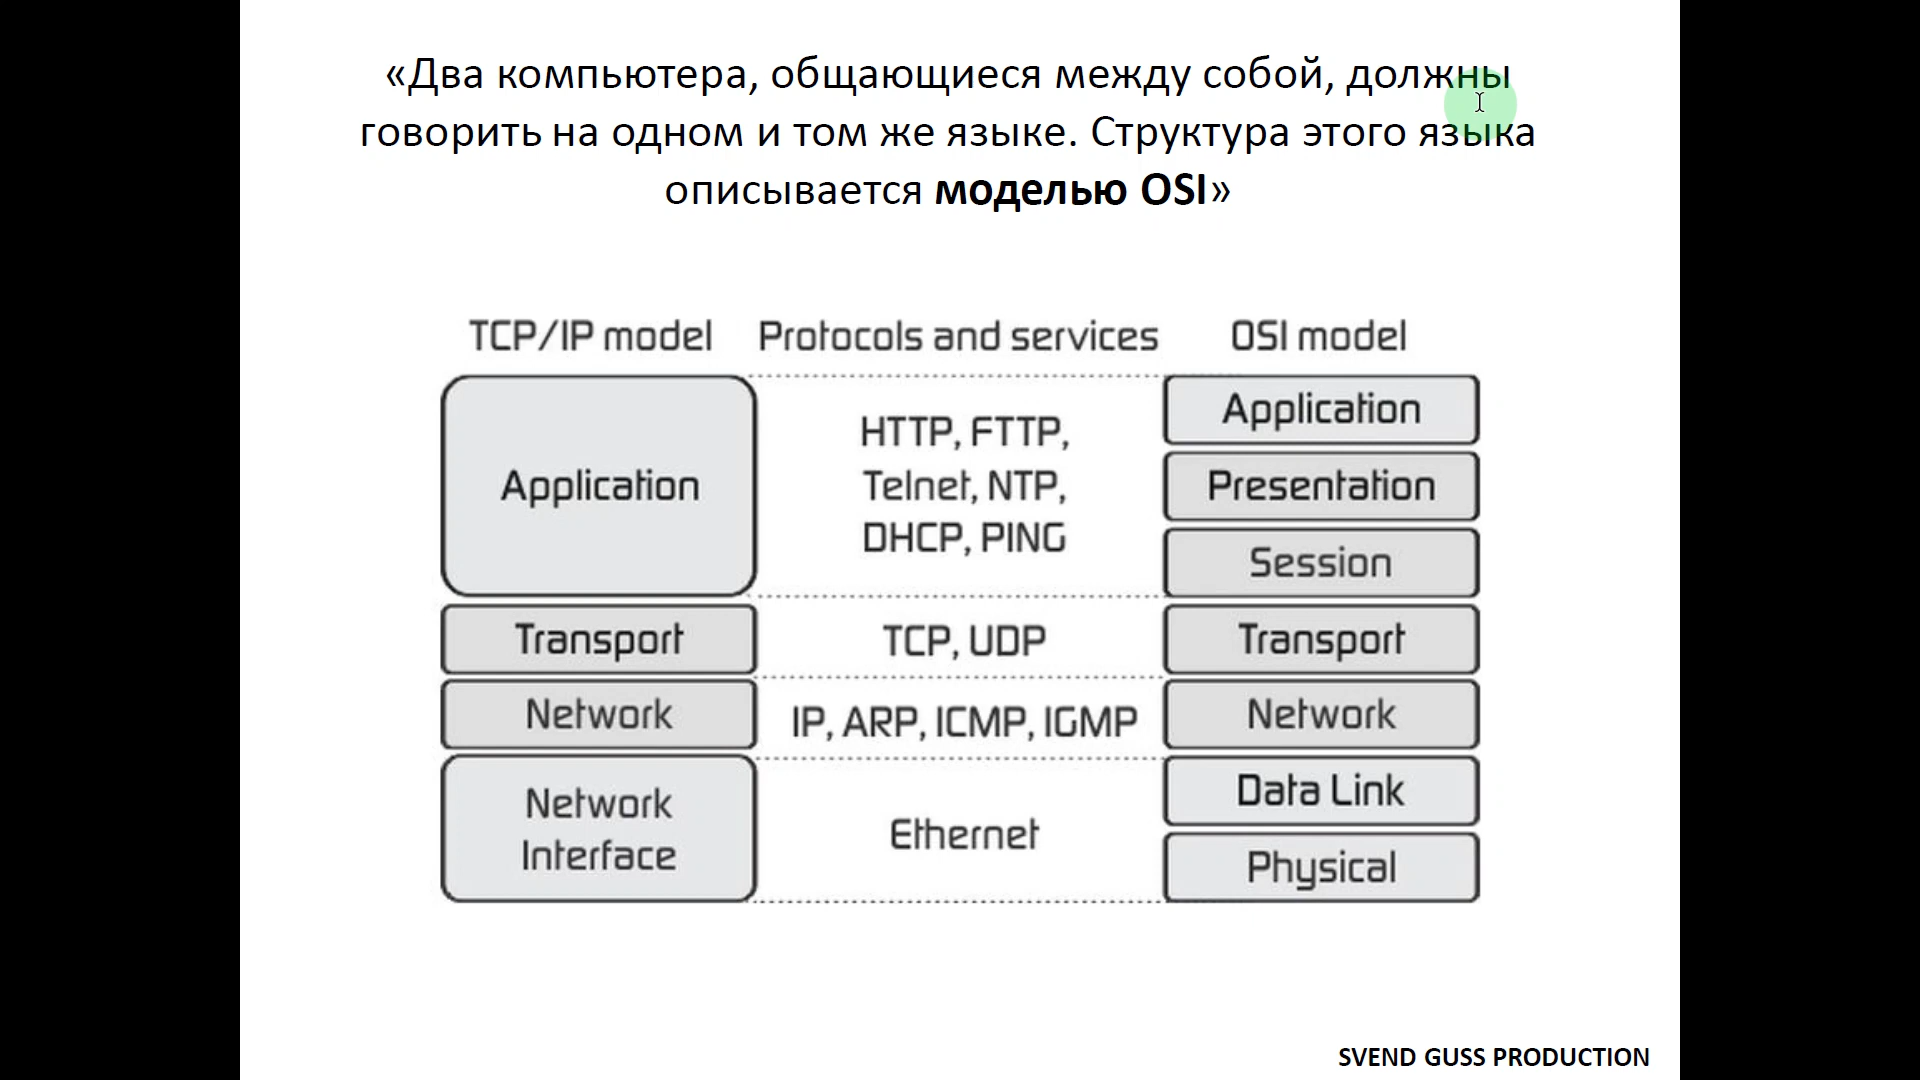 «Два компьютера, общающиеся между собой, должны
говорить на одном и том же языке. Структура этого языка
описывается моделью OSI»
TCP/IP model
Protocols and services
OSI model
Application
HTTP, FTTP,
Telnet, NTP,
DHCP, PING
Application
Presentation
Session
Transport
TCP, UDP
Transport
Network
IP, ARP, ICMP, IGMP
Network
Network
Interface
Ethernet
Data Link
Physical
SVEND GUSS PRODUCTION